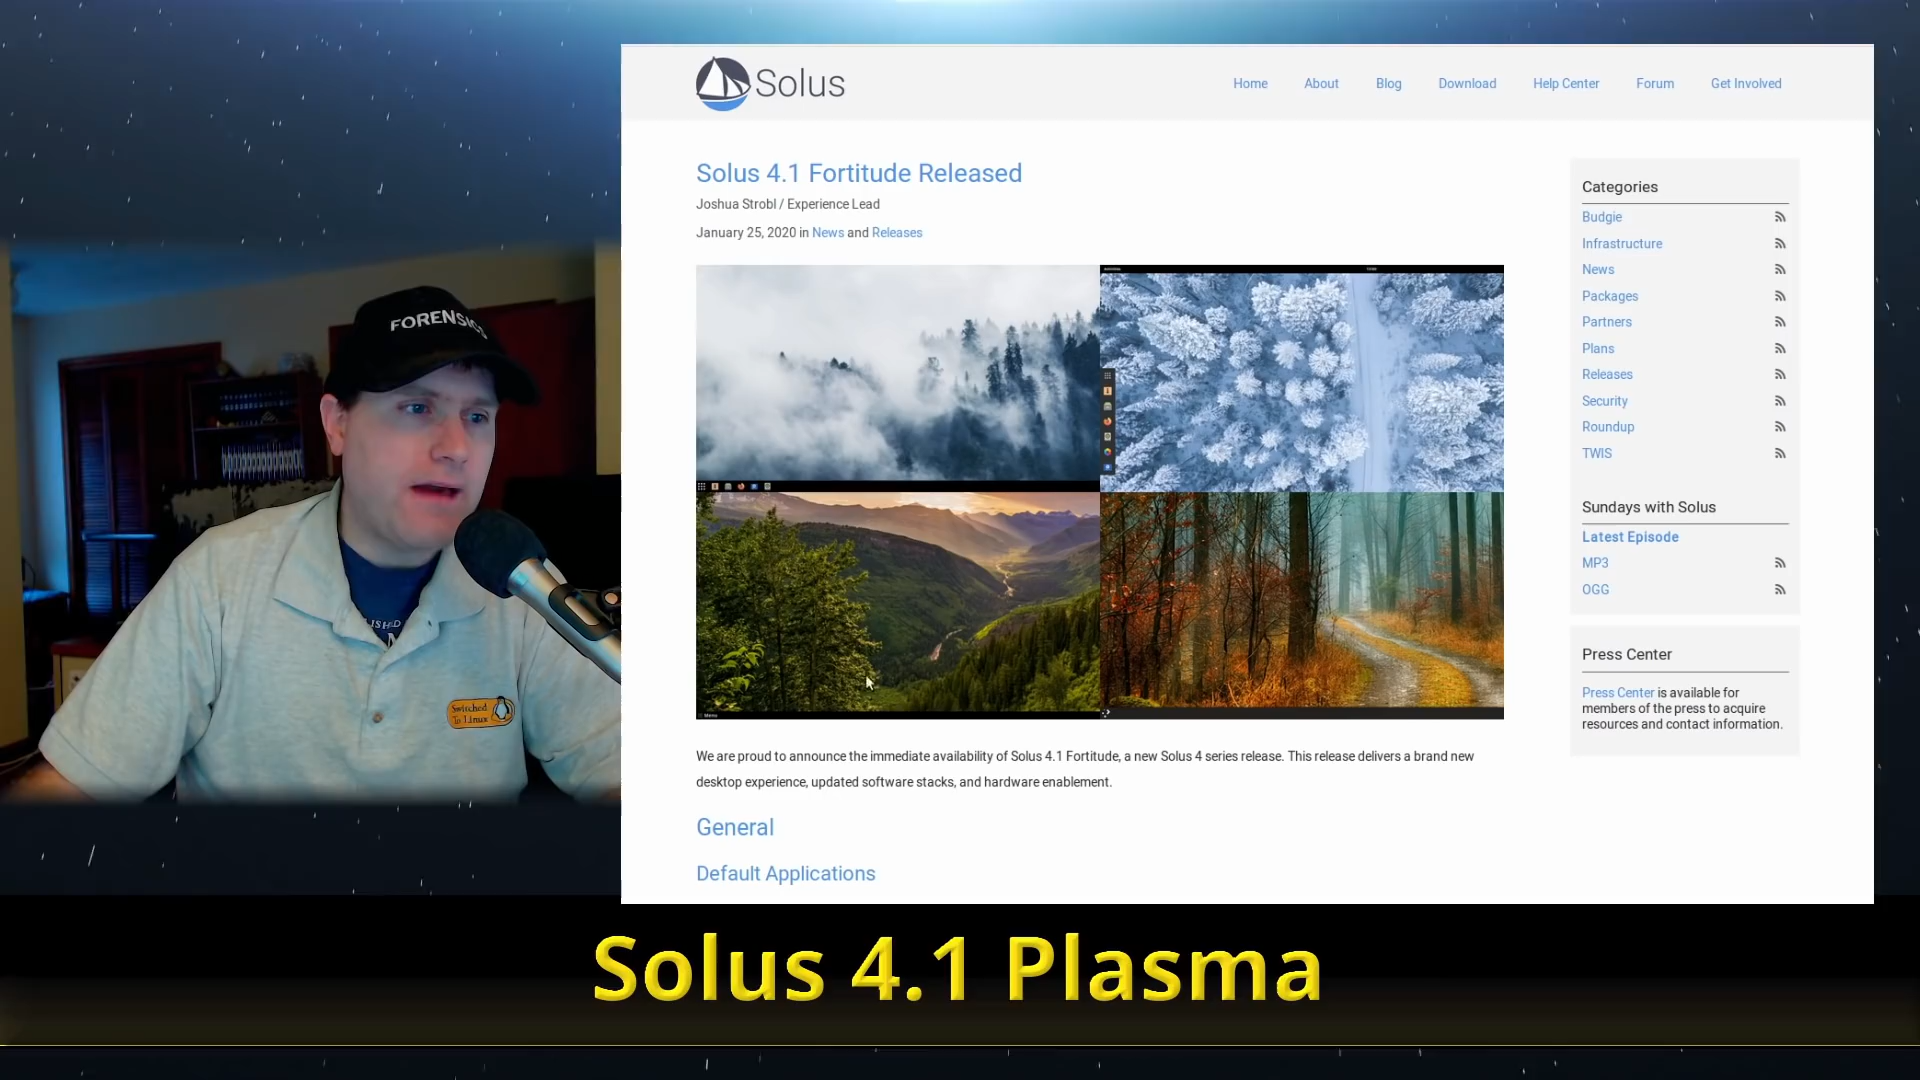 Solus
Home
About
Blog
Download
Help Center
Forum
Get Involved
Solus 4.1 Fortitude Released
Joshua Strobl / Experience Lead
January 25, 2020 in News and Releases
We are proud to announce the immediate availability of Solus 4.1 Fortitude, a new Solus 4 series release. This release delivers a brand new
desktop experience, updated software stacks, and hardware enablement.
General
Default Applications
Categories
Budgie
Infrastructure
News
Packages
Partners
Plans
Releases
Security
Roundup
TWIS
Sundays with Solus
Latest Episode
MP3
OGG
Press Center
Press Center is available for
members of the press to acquire
resources and contact information.
FORENSIC
Switched
To Linux
Solus 4.1 Plasma